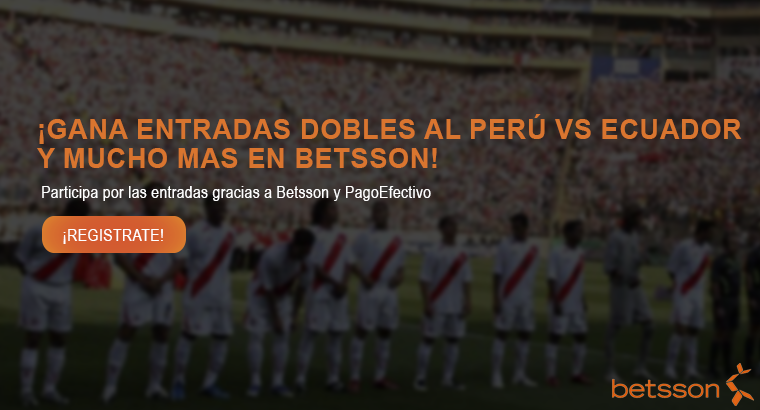 ¡GANA ENTRADAS DOBLES AL PERÚ VS ECUADOR
Y MUCHO MAS EN BETSSON!
Participa por las entradas gracias a Betsson y PagoEfectivo
¡REGISTRATE!
betsson